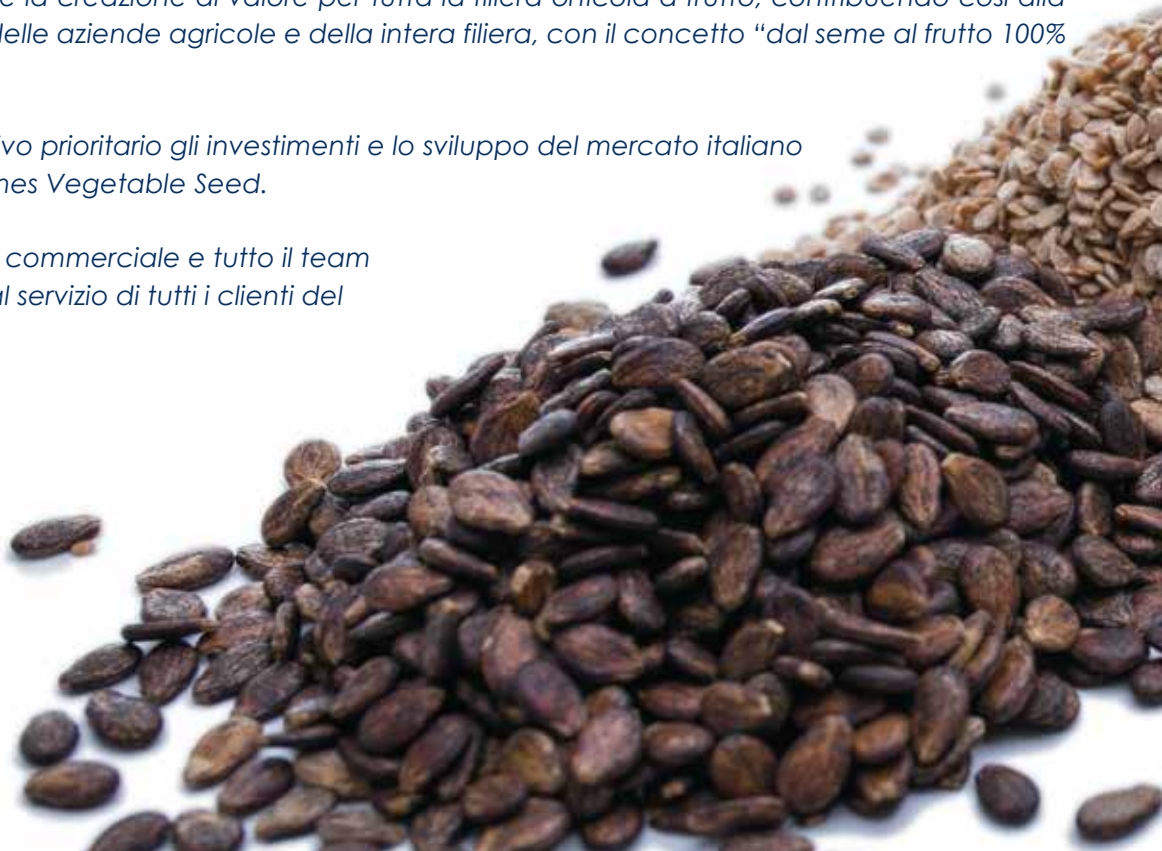 e la creazione di valore per tutta la filiera orticola a frutto, contribuendo così alla
delle aziende agricole e della intera filiera, con il concetto “dal seme al frutto 100%
vo prioritario gli investimenti e lo sviluppo del mercato italiano
nes Vegetable Seed.
commerciale e tutto il team
al servizio di tutti i clienti del